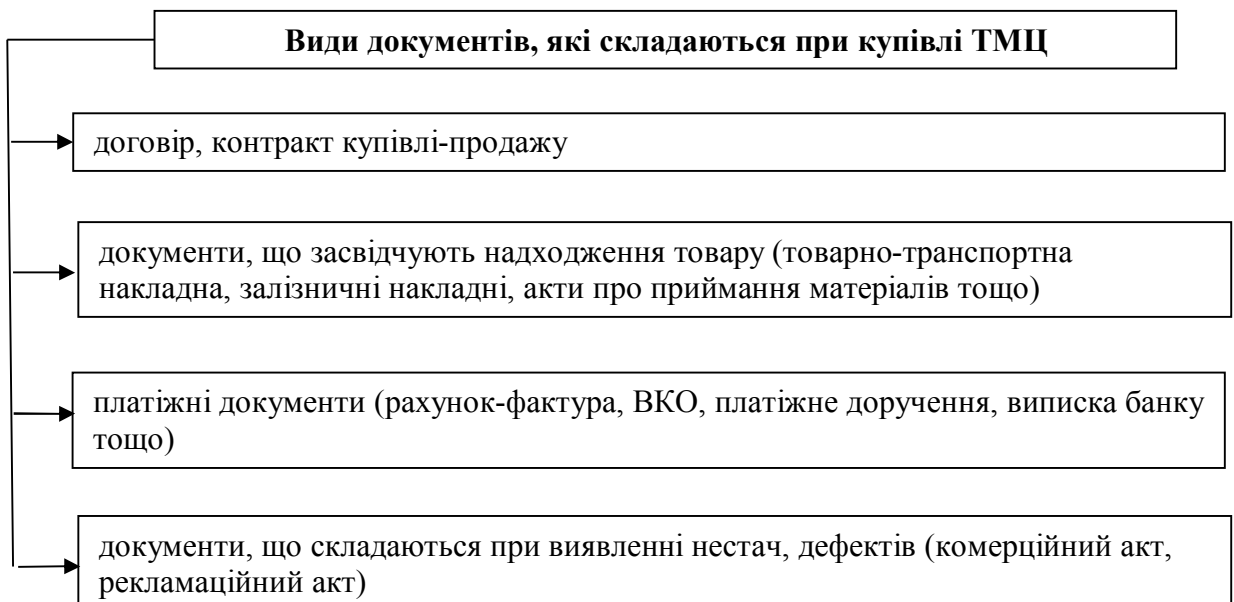 Види документів, які складаються при купівлі ТМЦ
договір, контракт купівлі-продажу
документи, що засвідчують надходження товару (товарно-транспортна
накладна, залізничні накладні, акти про приймання матеріалів тощо)
платіжні документи (рахунок-фактура, ВКО, платіжне доручення, виписка банку
тощо)
документи, що складаються при виявленні нестач, дефектів (комерційний акт,
рекламаційний акт)